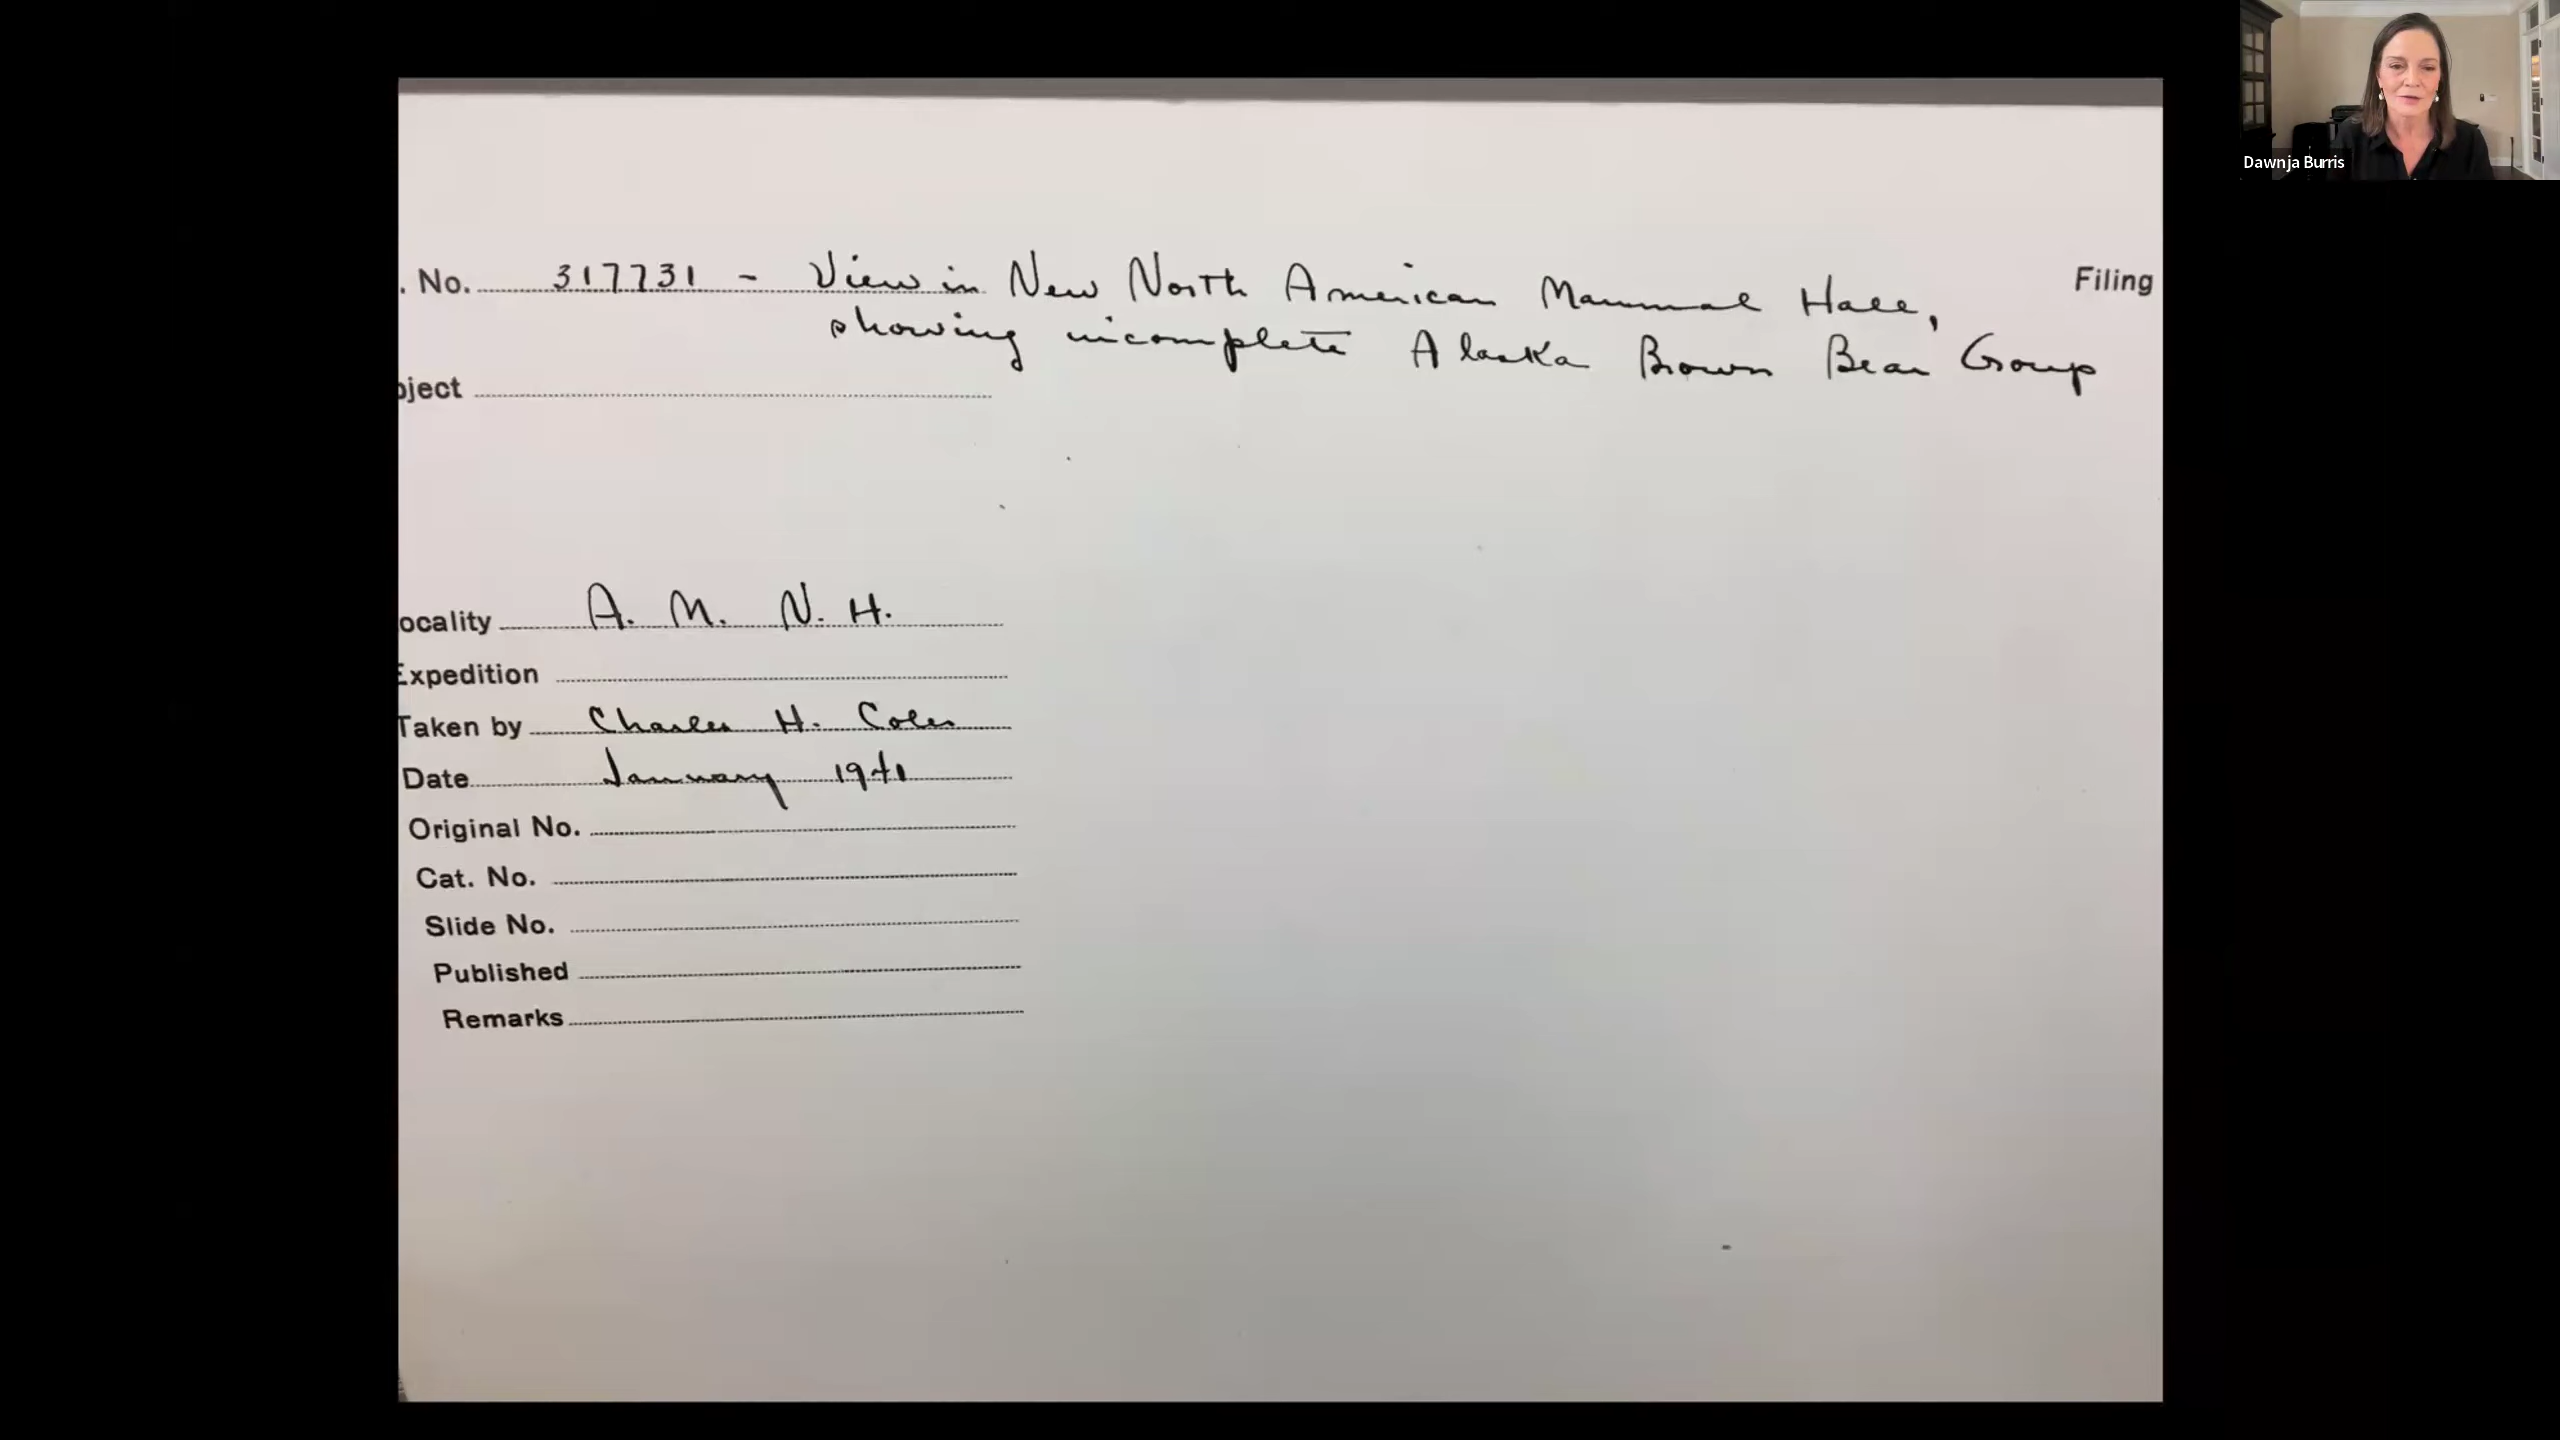 . No. 317731 - View in New North American Mammal Hall,
Filing
showing incomplete Alaska Brown Bear Group
bject
ocality A. M. N. H.
Expedition
Taken by Charles H. Coles
Date January 1941
Original No.
Cat. No.
Slide No.
Published
Remarks
Dawnja Burris